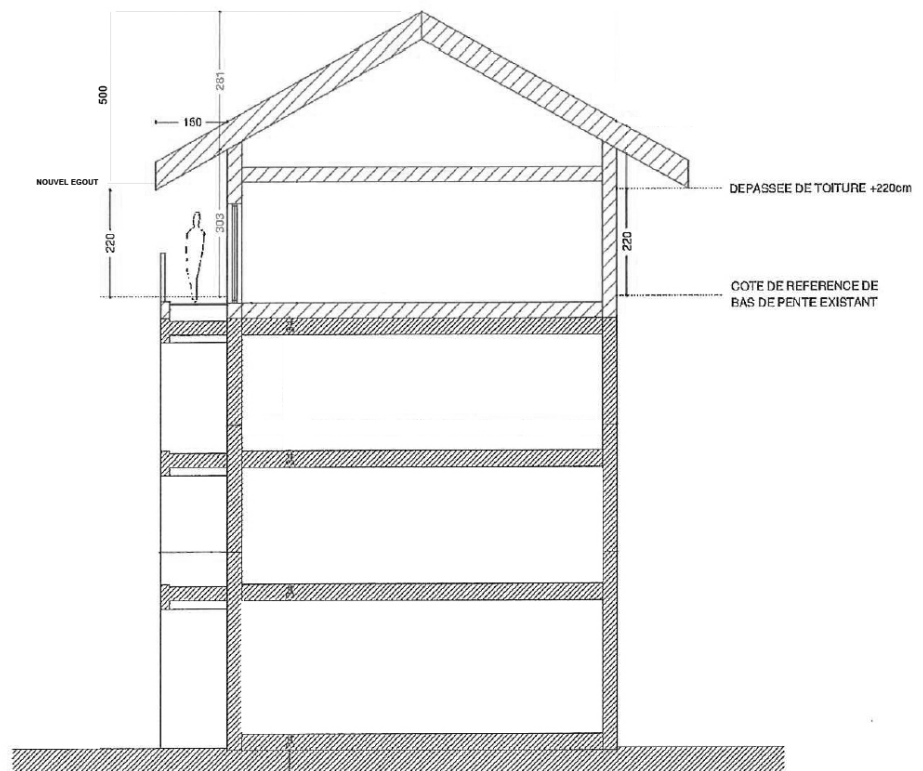 500
281
160
NOUVEL EGOUT
DEPASSEE DE TOITURE +220cm
220
303
220
COTE DE REFERENCE DE
BAS DE PENTE EXISTANT